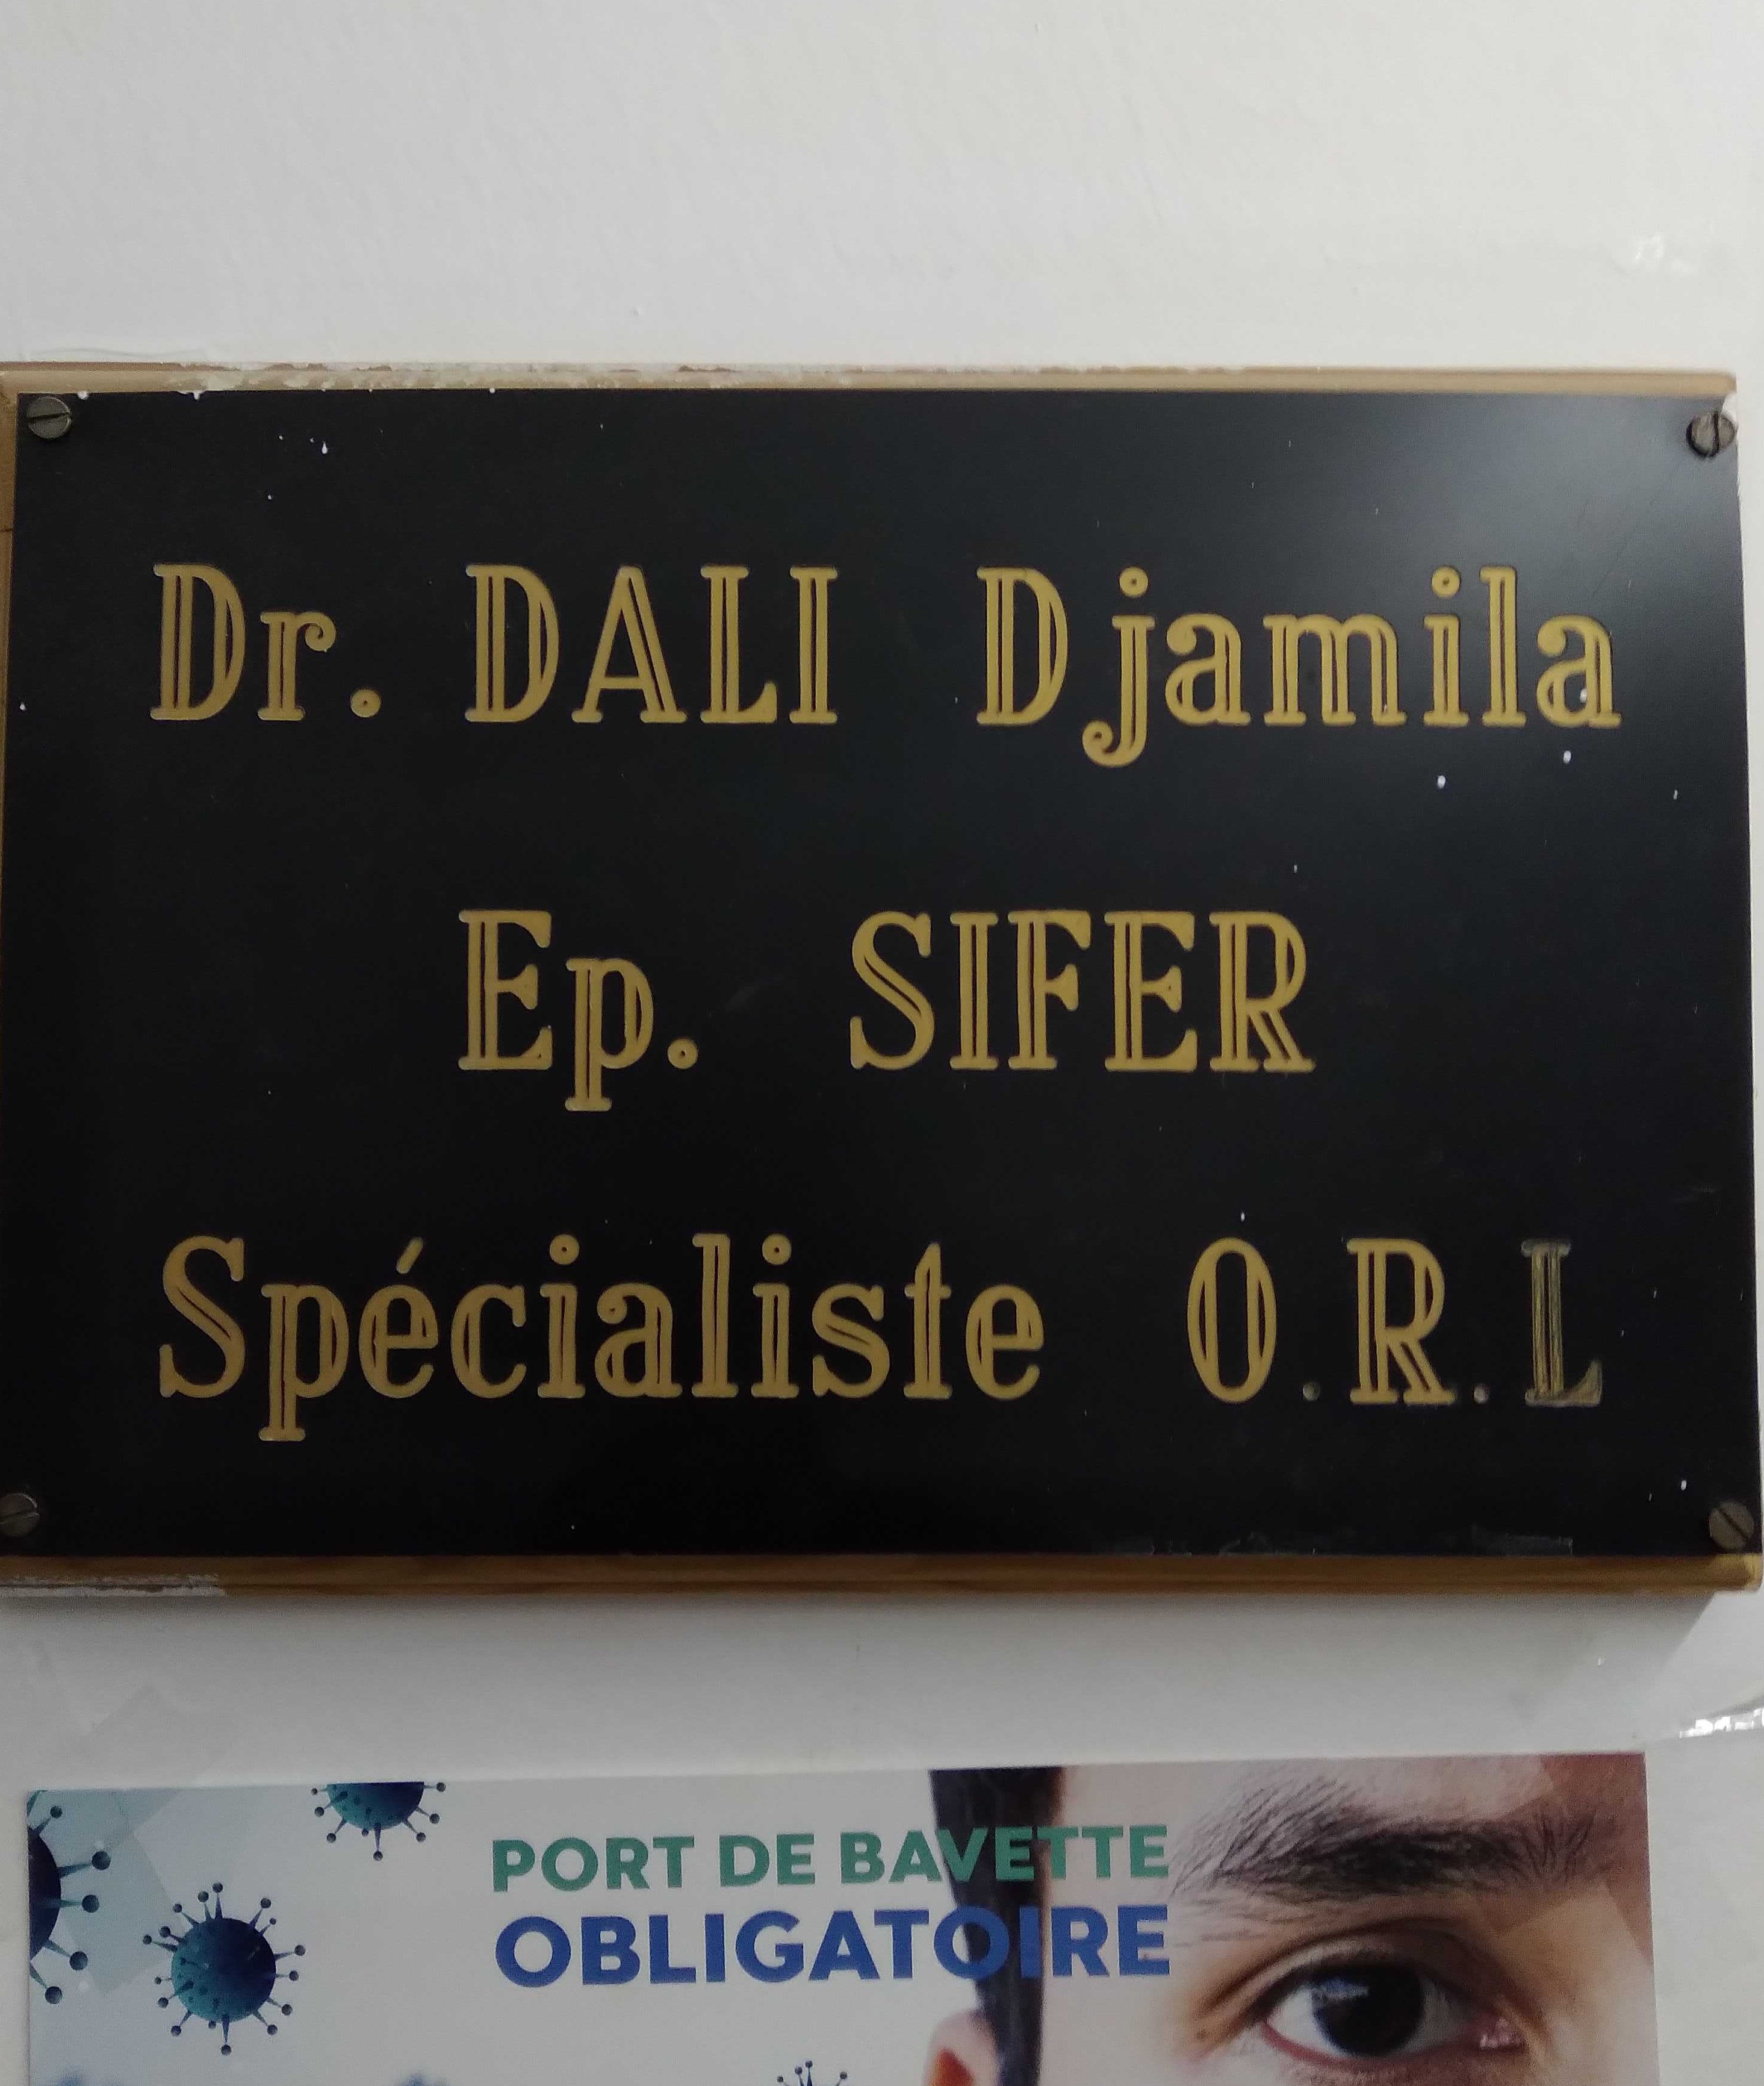 Dr. DALI Djamila
Ep. SIFER
Spécialiste O.R.L
PORT DE BAVETTE
OBLIGATOIRE